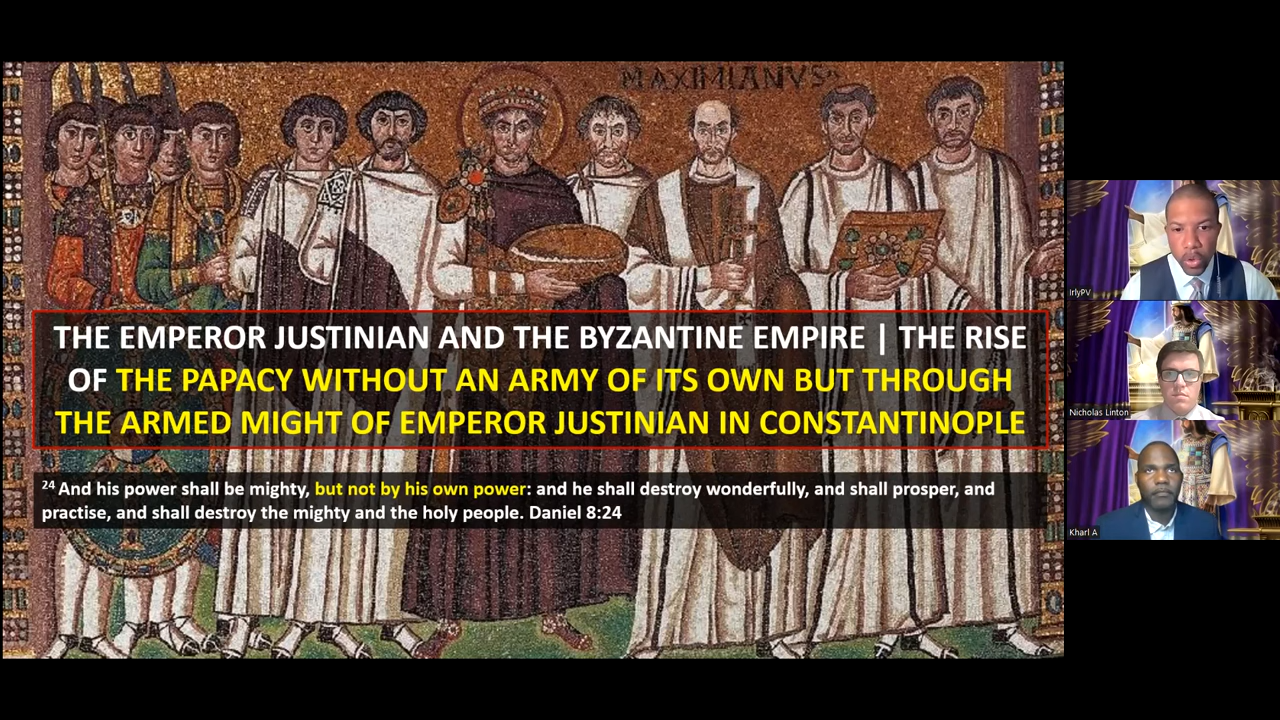 MAXIMIANVS
THE EMPEROR JUSTINIAN AND THE BYZANTINE EMPIRE | THE RISE
OF THE PAPACY WITHOUT AN ARMY OF ITS OWN BUT THROUGH
THE ARMED MIGHT OF EMPEROR JUSTINIAN IN CONSTANTINOPLE
24 And his power shall be mighty, but not by his own power: and he shall destroy wonderfully, and shall prosper, and
practise, and shall destroy the mighty and the holy people. Daniel 8:24
IrlyPV
Nicholas Linton
Kharl A